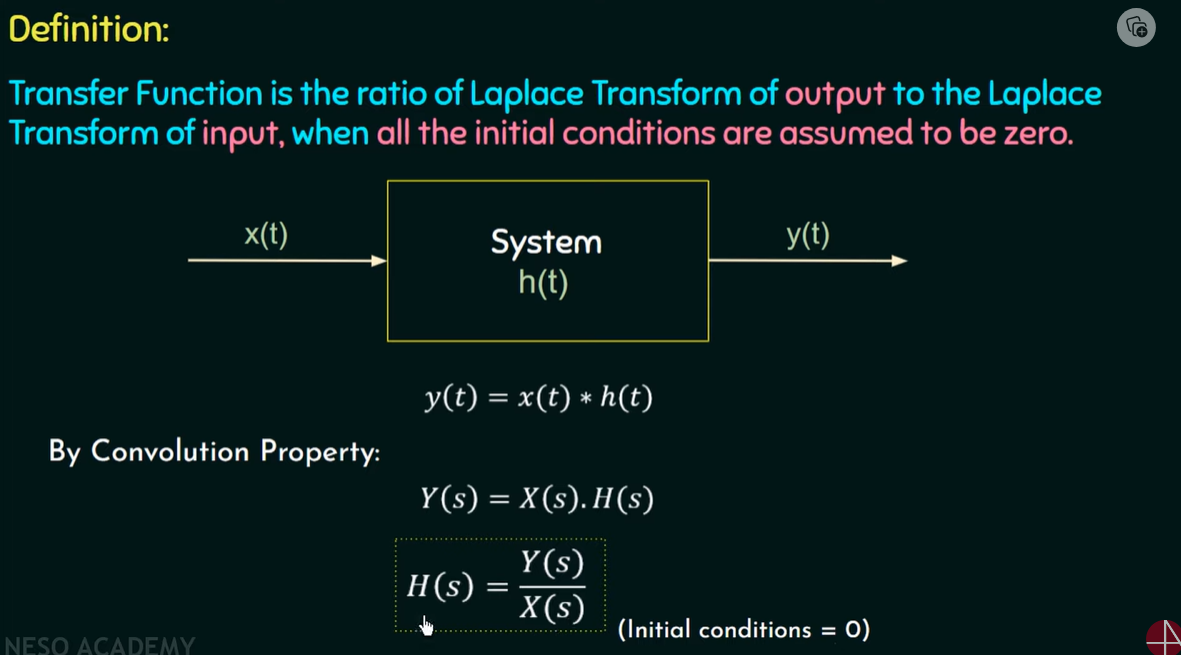 Definition:
Transfer Function is the ratio of Laplace Transform of output to the Laplace
Transform of input, when all the initial conditions are assumed to be zero.
x(t)
System
h(t)
y(t)
y(t) = x(t) * h(t)
By Convolution Property:
Y(s) = X(s). H(s)
H(s) = Y(s)/X(s)
(Initial conditions = 0)
NESO ACADEMY